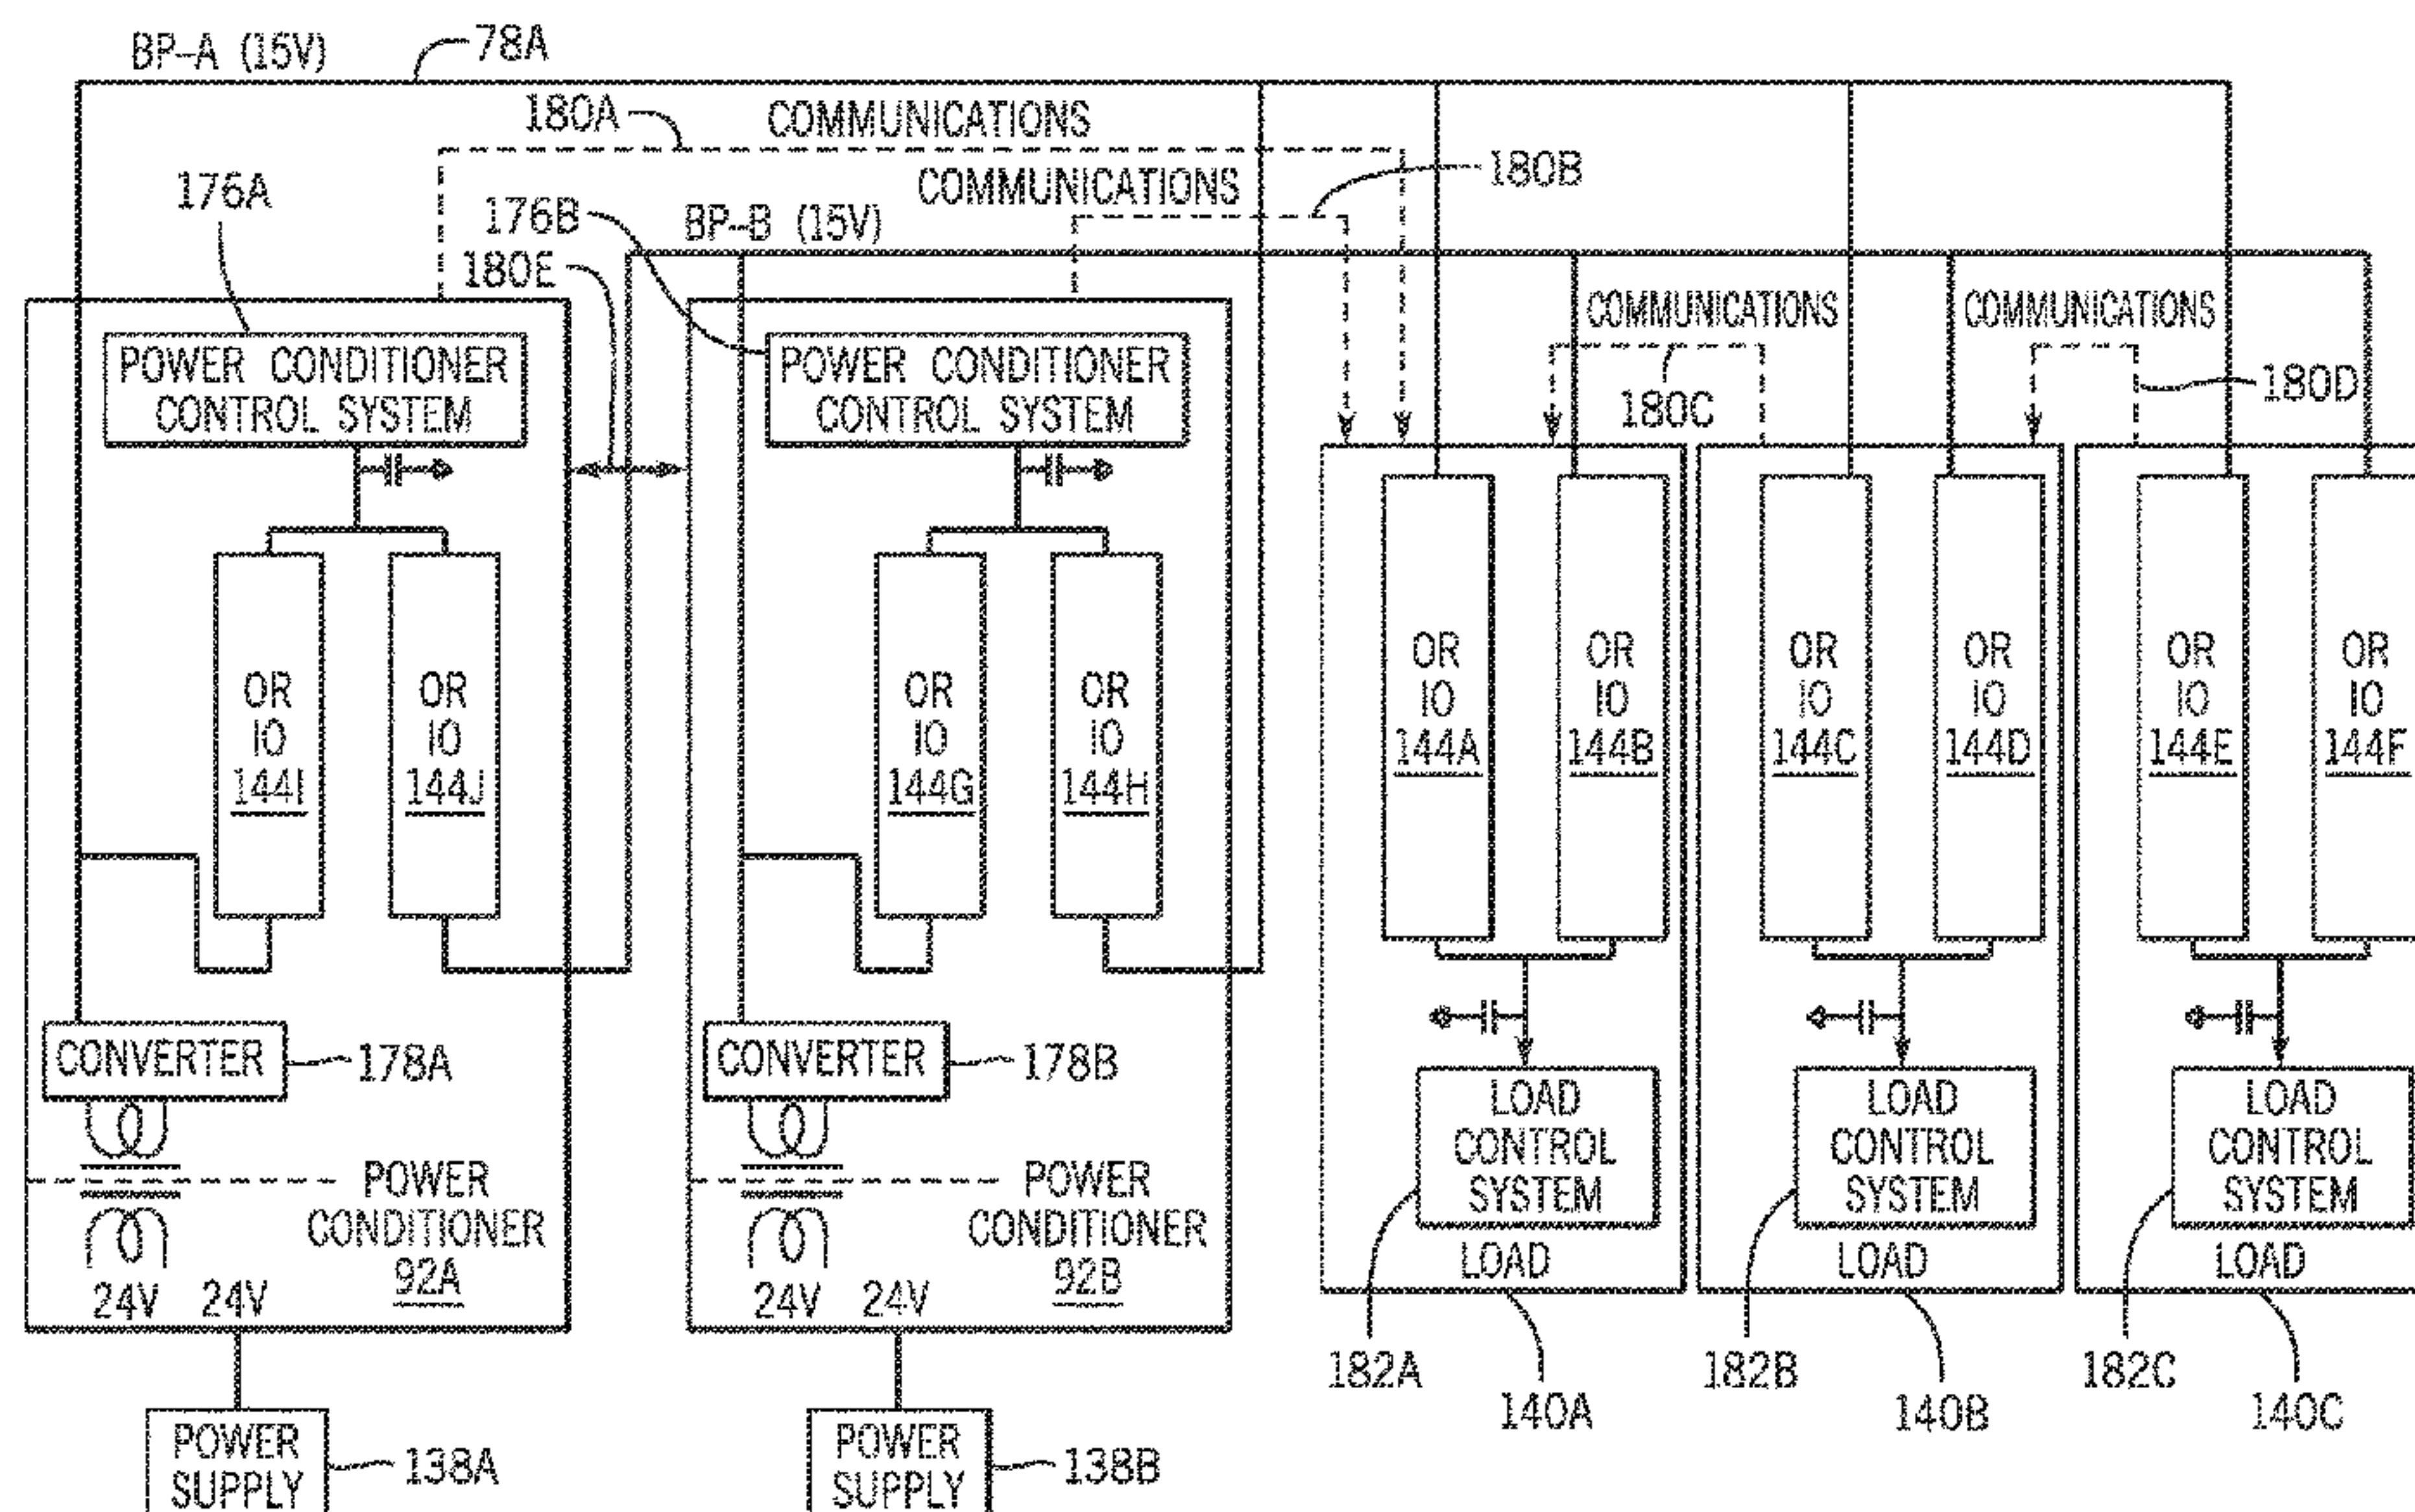 BP-A (15V)
78A
180A
COMMUNICATIONS
COMMUNICATIONS
180B
176A
176B
BP-B (15V)
180E
COMMUNICATIONS
COMMUNICATIONS
180C
180D
POWER CONDITIONER
CONTROL SYSTEM
POWER CONDITIONER
CONTROL SYSTEM
OR
IO
144I
OR
IO
144J
OR
IO
144G
OR
IO
144H
OR
IO
144A
OR
IO
144B
OR
IO
144C
OR
IO
144D
OR
IO
144E
OR
IO
144F
CONVERTER
178A
CONVERTER
178B
POWER
CONDITIONER
92A
24V
24V
POWER
CONDITIONER
92B
24V
24V
LOAD
CONTROL
SYSTEM
LOAD
LOAD
CONTROL
SYSTEM
LOAD
LOAD
CONTROL
SYSTEM
LOAD
182A
140A
182B
140B
182C
140C
POWER
SUPPLY
138A
POWER
SUPPLY
138B